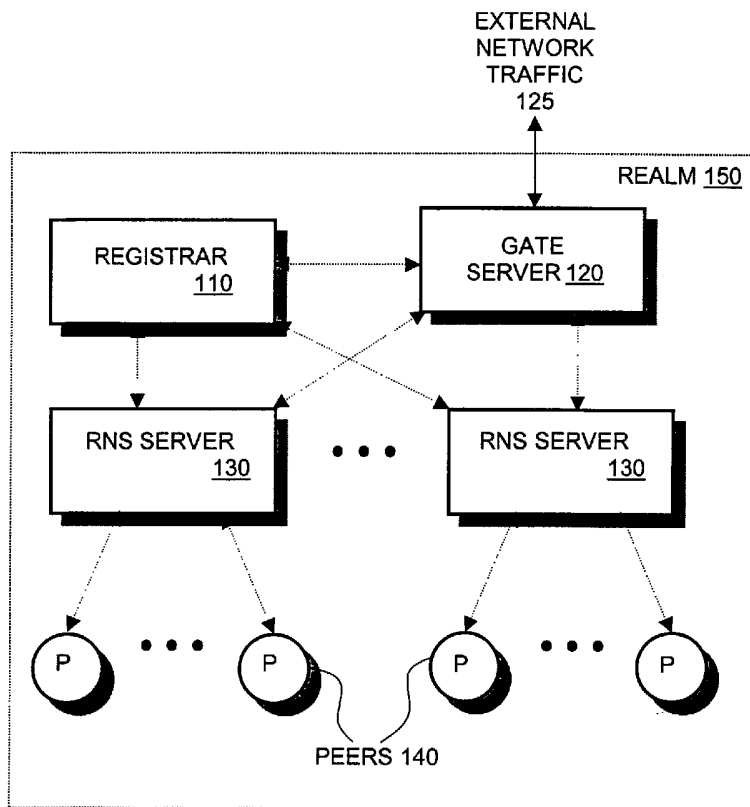 EXTERNAL
NETWORK
TRAFFIC
125
REALM 150
REGISTRAR
110
GATE
SERVER 120
RNS SERVER
130
RNS SERVER
130
P
P
P
P
PEERS 140